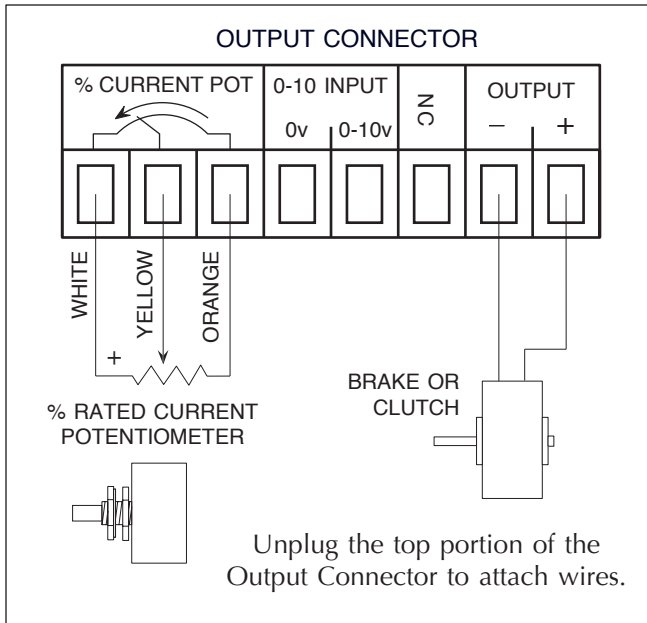 OUTPUT CONNECTOR
% CURRENT POT
0-10 INPUT
0v
0-10v
NC
OUTPUT
– +
WHITE
YELLOW
ORANGE
+
% RATED CURRENT
POTENTIOMETER
BRAKE OR
CLUTCH
Unplug the top portion of the
Output Connector to attach wires.